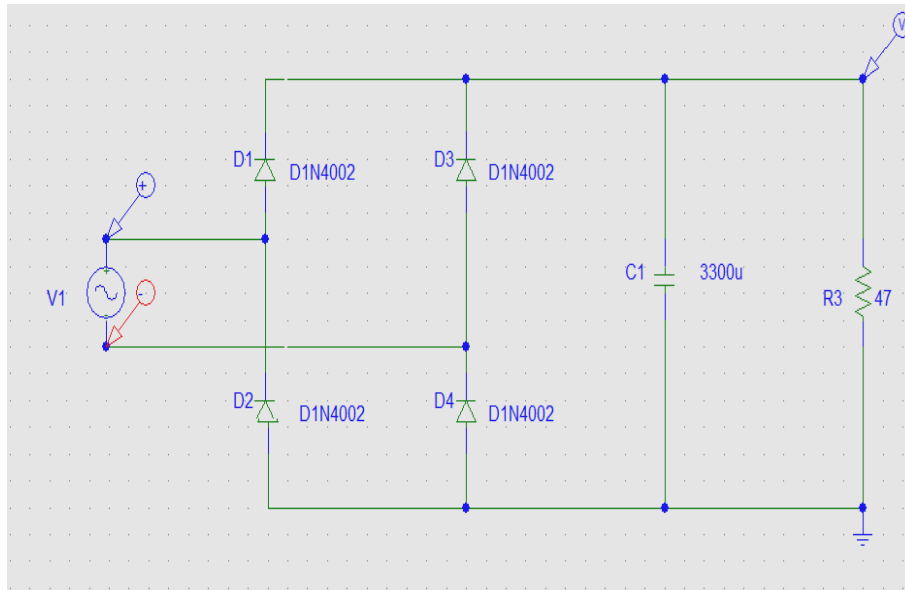 V
D1
D1N4002
D3
D1N4002
+
V1
-
C1
3300u
R3
47
D2
D1N4002
D4
D1N4002